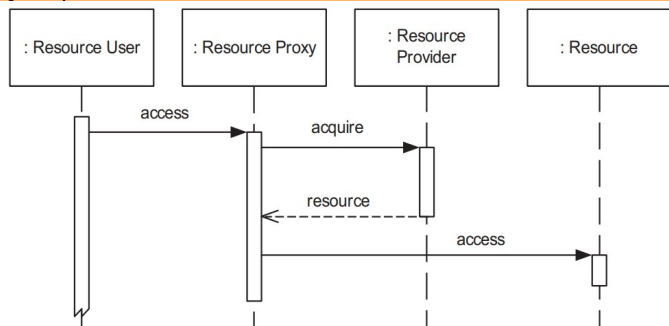 : Resource User
: Resource Proxy
: Resource
Provider
: Resource
access
acquire
resource
access